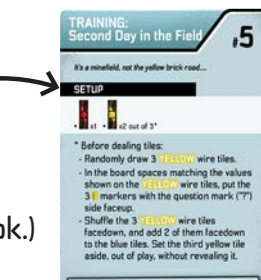 TRAINING:
Second Day in the Field
#5
It's a minefield, not the yellow brick road....
SETUP
• x1 • x2 out of 3*
* Before dealing tiles:
- Randomly draw 3 YELLOW wire tiles.
- In the board spaces matching the values
shown on the YELLOW wire tiles, put the
3 markers with the question mark ("?")
side faceup.
- Shuffle the 3 YELLOW wire tiles
facedown, and add 2 of them facedown
to the blue tiles. Set the third yellow tile
aside, out of play, without revealing it.
ok.)